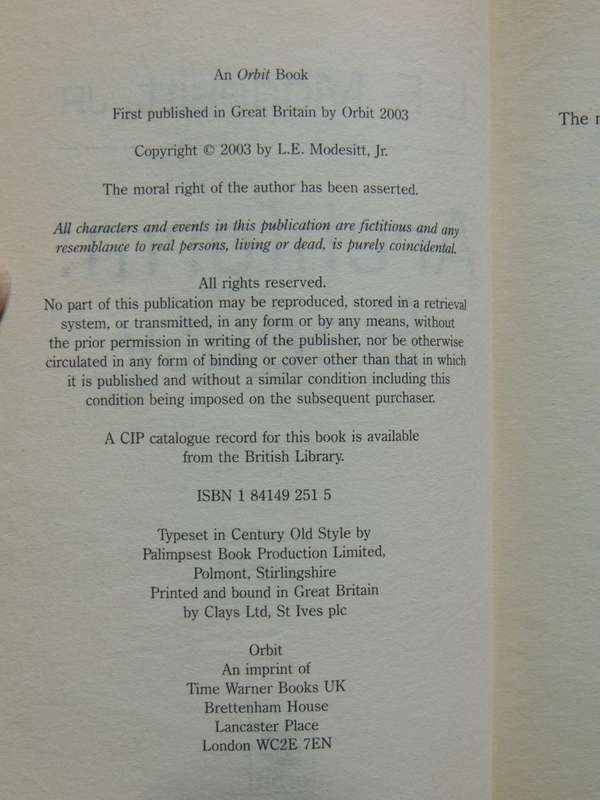 An Orbit Book
First published in Great Britain by Orbit 2003
Copyright © 2003 by L.E. Modesitt, Jr.
The moral right of the author has been asserted.
All characters and events in this publication are fictitious and any
resemblance to real persons, living or dead, is purely coincidental.
All rights reserved.
No part of this publication may be reproduced, stored in a retrieval
system, or transmitted, in any form or by any means, without
the prior permission in writing of the publisher, nor be otherwise
circulated in any form of binding or cover other than that in which
it is published and without a similar condition including this
condition being imposed on the subsequent purchaser.
A CIP catalogue record for this book is available
from the British Library.
ISBN 1 84149 251 5
Typeset in Century Old Style by
Palimpsest Book Production Limited,
Polmont, Stirlingshire
Printed and bound in Great Britain
by Clays Ltd, St Ives plc
Orbit
An imprint of
Time Warner Books UK
Brettenham House
Lancaster Place
London WC2E 7EN
The